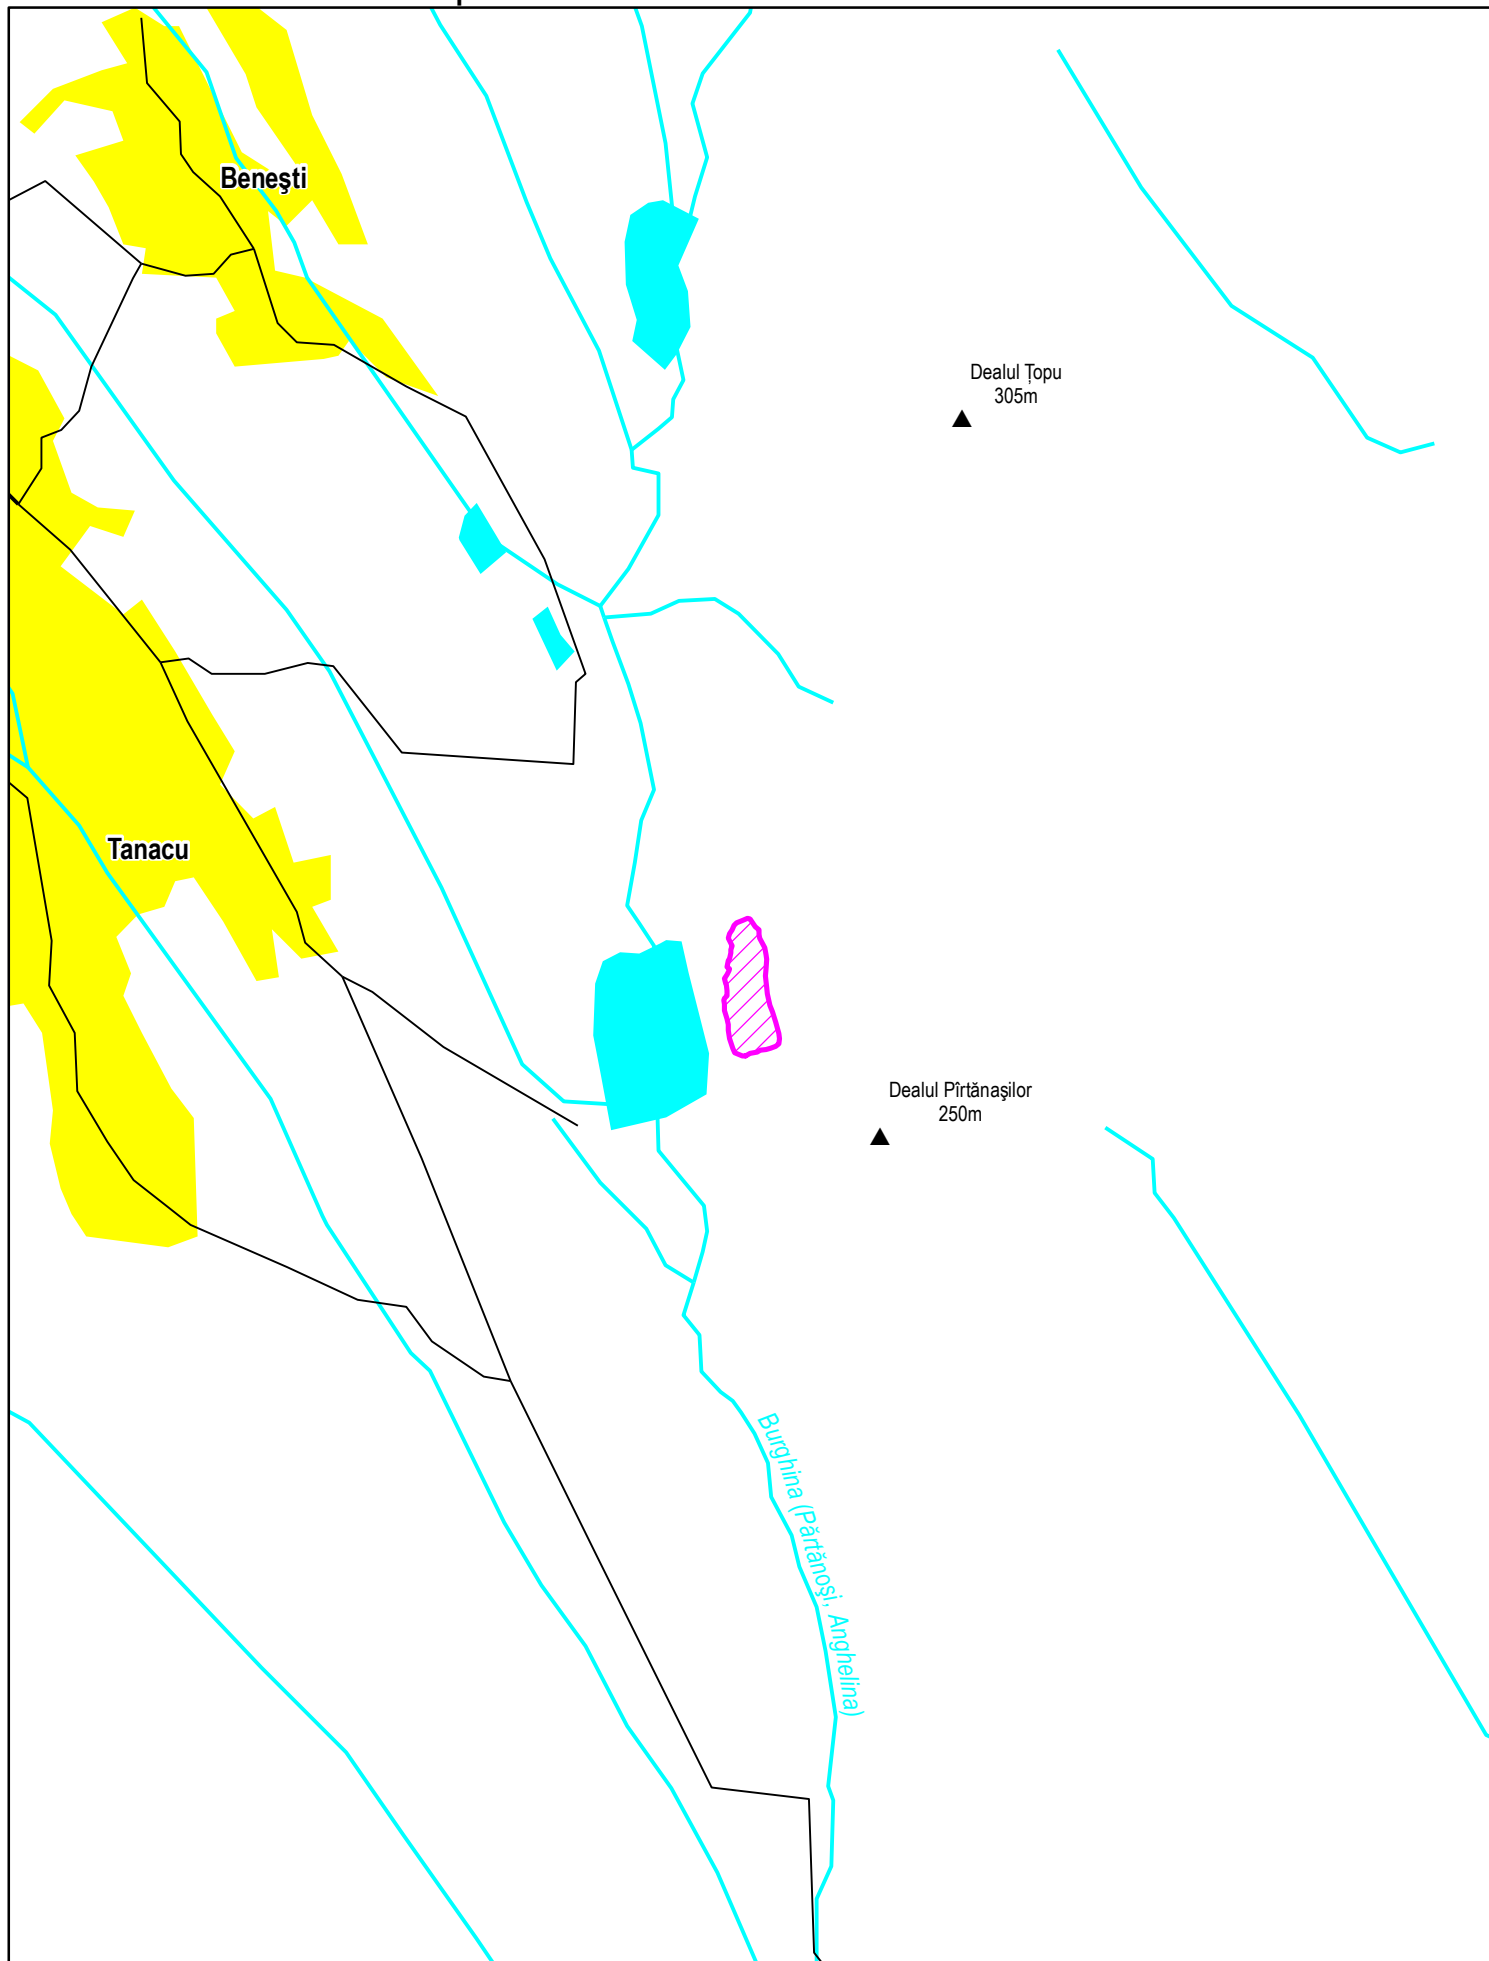 Beneşti
Dealul Țopu
305m
Tanacu
Dealul Pîrtănaşilor
250m
Burghina (Părtănoşi, Anghelina)